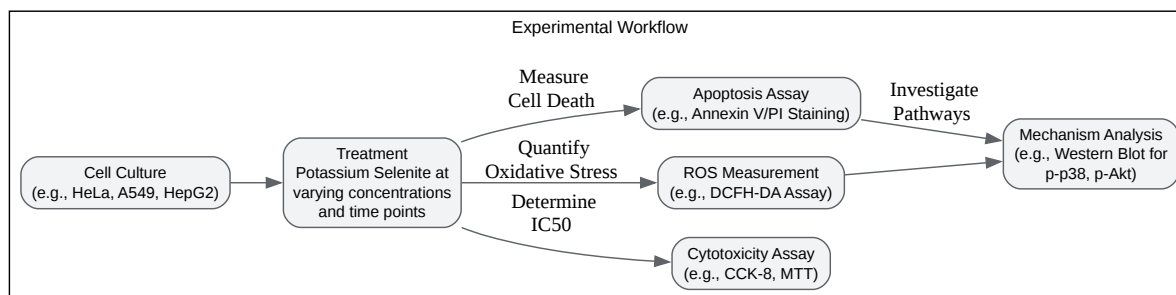 Experimental Workflow
Cell Culture
(e.g., HeLa, A549, HepG2)
Treatment
Potassium Selenite at
varying concentrations
and time points
Measure
Cell Death
Quantify
Oxidative Stress
Determine
IC50
Apoptosis Assay
(e.g., Annexin V/PI Staining)
ROS Measurement
(e.g., DCFH-DA Assay)
Cytotoxicity Assay
(e.g., CCK-8, MTT)
Investigate
Pathways
Mechanism Analysis
(e.g., Western Blot for
p-p38, p-Akt)